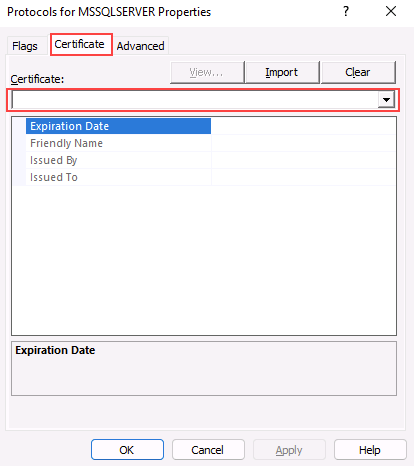 Protocols for MSSQLSERVER Properties ? ×
Flags Certificate Advanced
View... Import Clear
Certificate:
Expiration Date
Friendly Name
Issued By
Issued To
Expiration Date
OK Cancel Apply Help